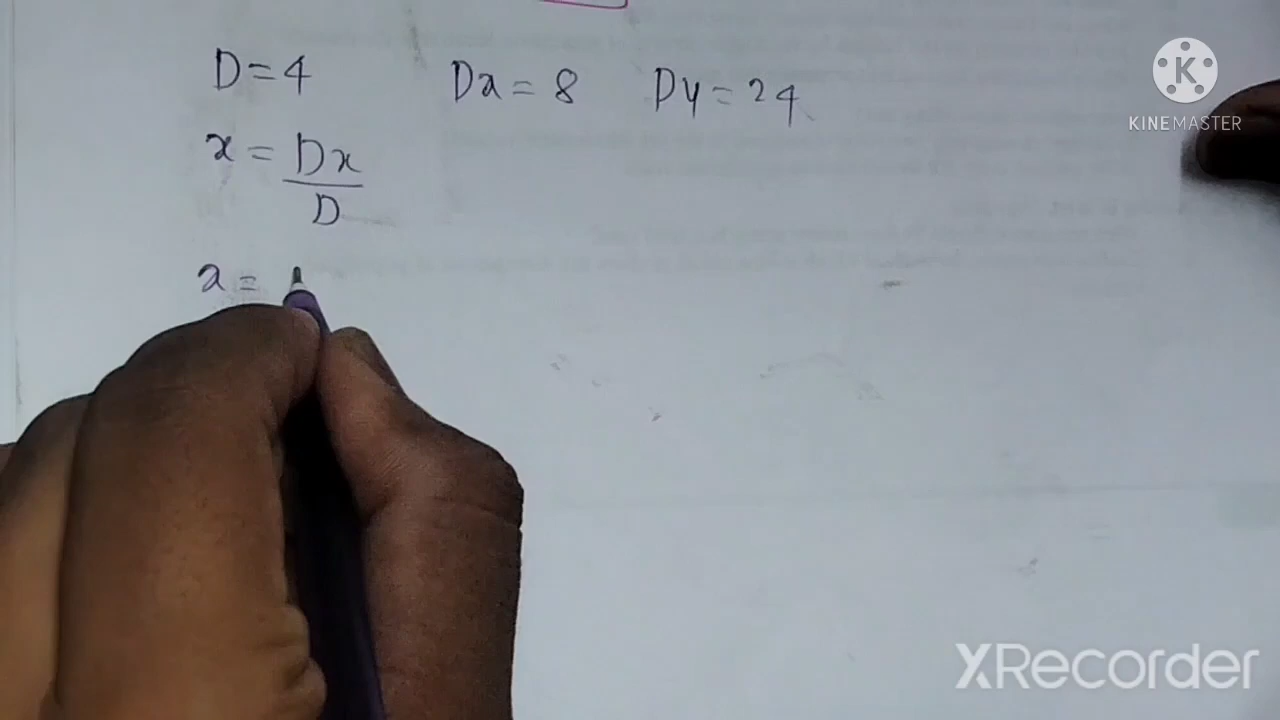 D = 4 Dx = 8 Dy = 24
K
KINEMASTER
x = Dx
D
x =
XRecorder